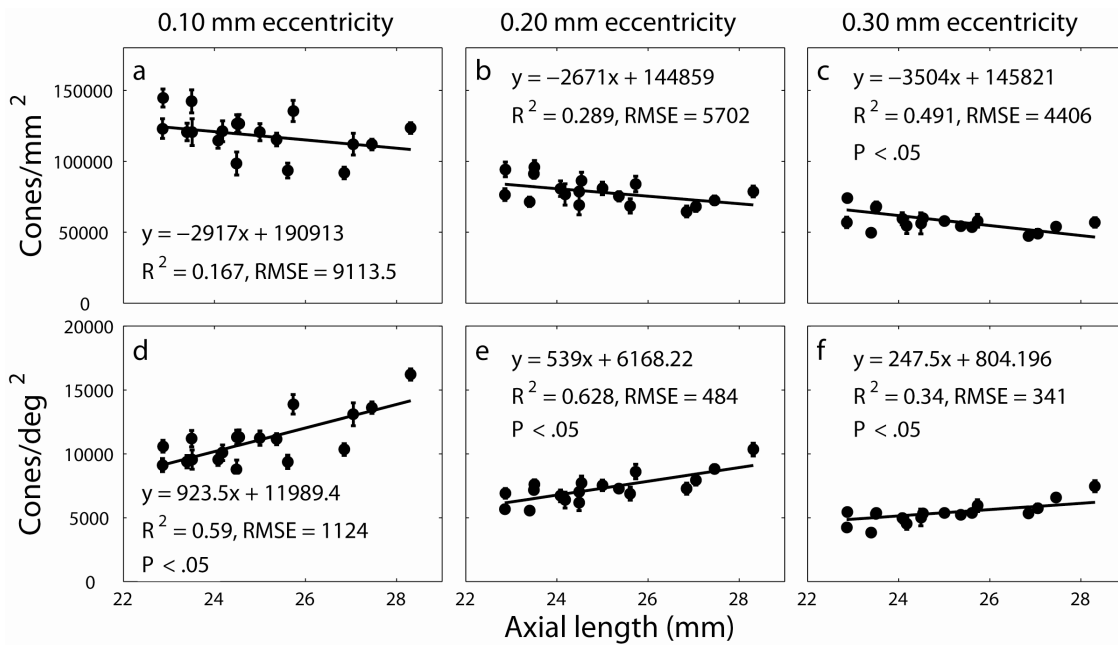 0.10 mm eccentricity
0.20 mm eccentricity
0.30 mm eccentricity
Cones/mm 2
150000
100000
50000
0
a
y = −2917x + 190913
R 2 = 0.167, RMSE = 9113.5
b
y = −2671x + 144859
R 2 = 0.289, RMSE = 5702
c
y = −3504x + 145821
R 2 = 0.491, RMSE = 4406
P < .05
Cones/deg 2
20000
15000
10000
5000
0
d
y = 923.5x + 11989.4
R 2 = 0.59, RMSE = 1124
P < .05
e
y = 539x + 6168.22
R 2 = 0.628, RMSE = 484
P < .05
f
y = 247.5x + 804.196
R 2 = 0.34, RMSE = 341
P < .05
22 24 26 28
22 24 26 28
22 24 26 28
Axial length (mm)